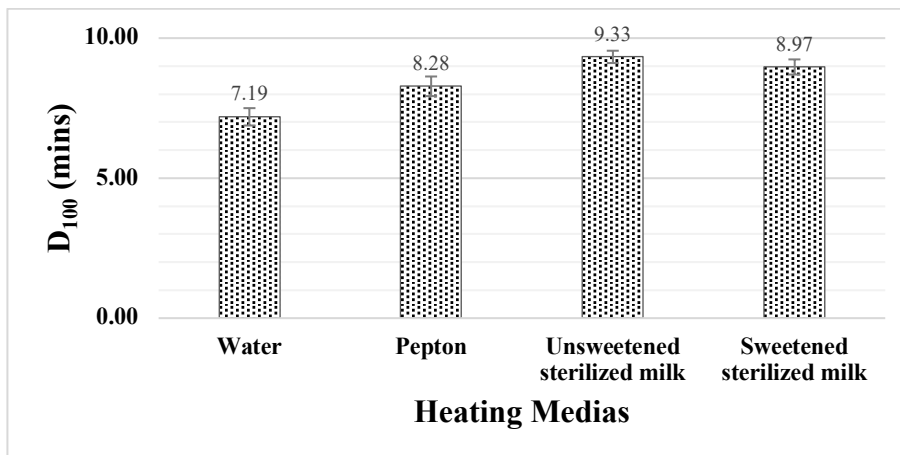 10.00
5.00
0.00
D100 (mins)
7.19
8.28
9.33
8.97
Water
Pepton
Unsweetened
sterilized milk
Sweetened
sterilized milk
Heating Medias